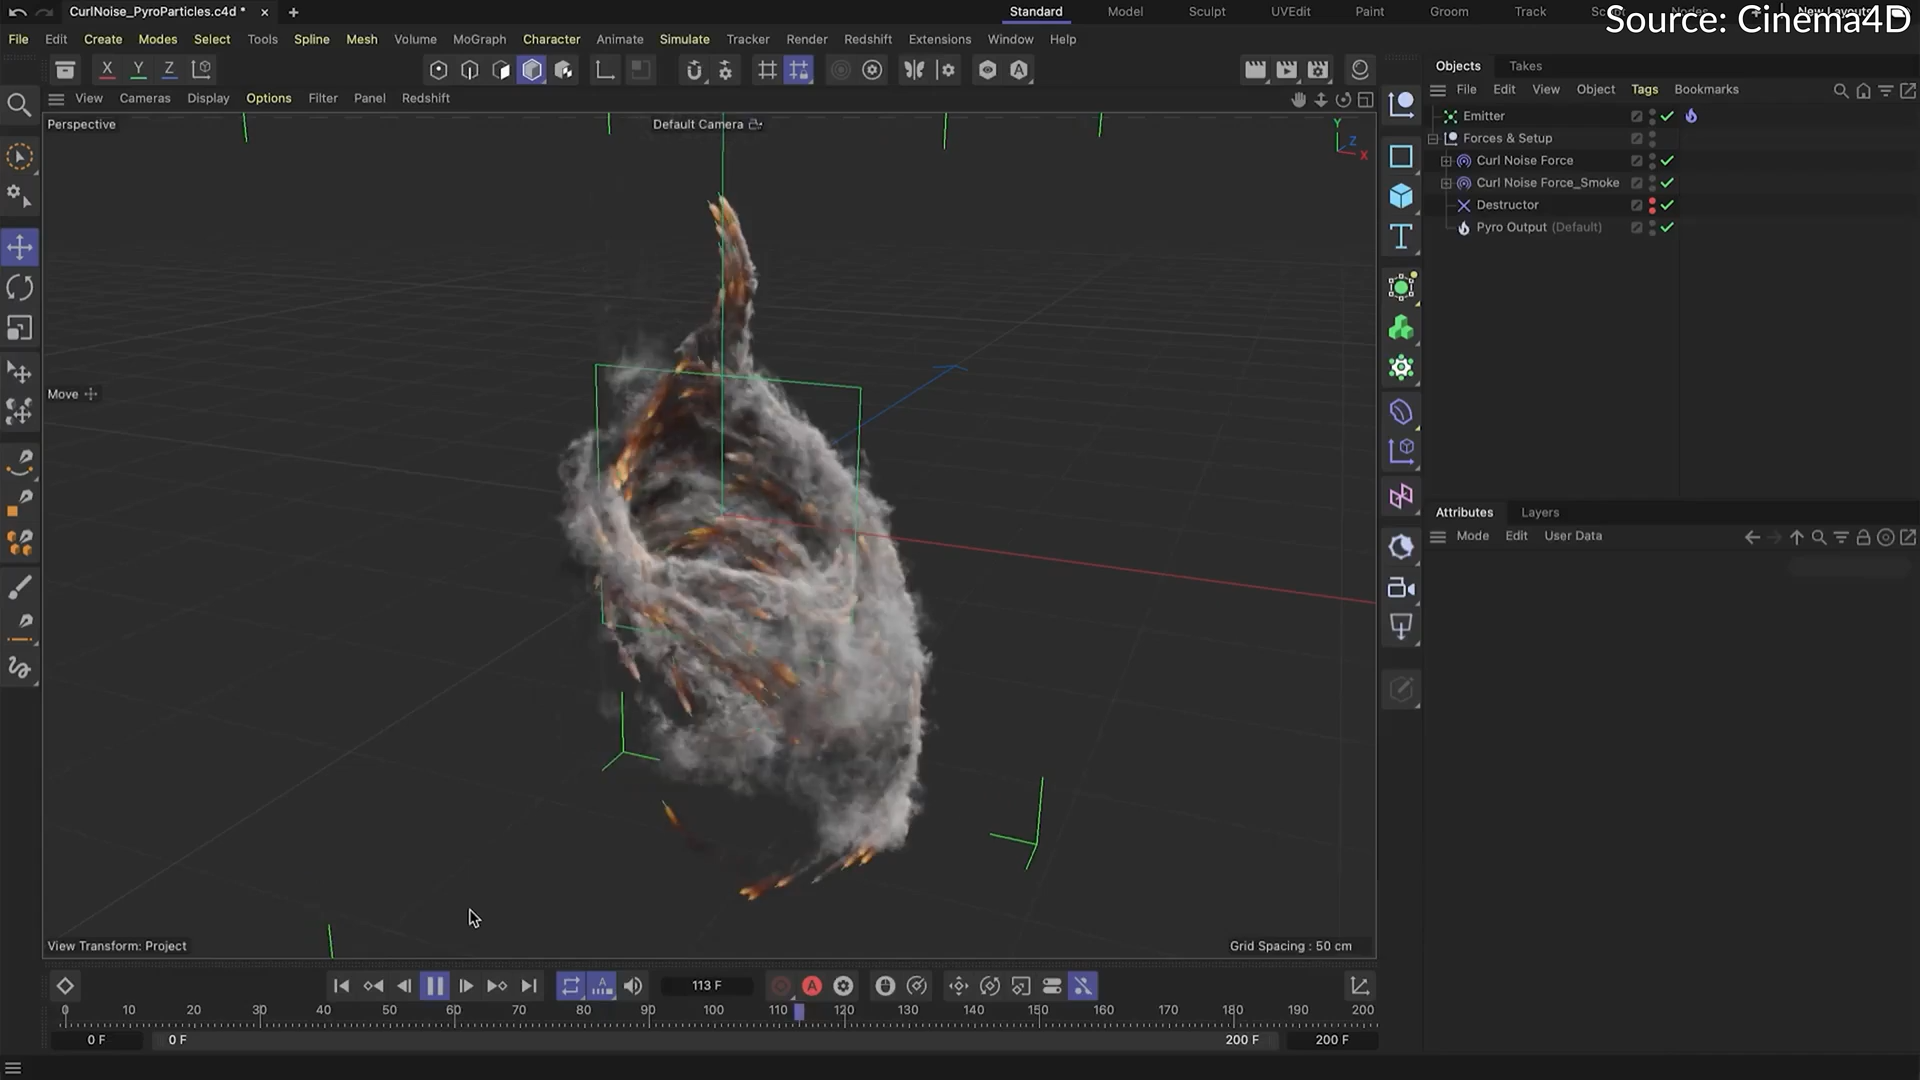 CurlNoise_PyroParticles.c4d *
Standard
Model
Sculpt
UVEdit
Paint
Groom
Track
Source: Cinema4D
File Edit Create Modes Select Tools Spline Mesh Volume MoGraph Character Animate Simulate Tracker Render Redshift Extensions Window Help
X Y Z
Objects Takes
View Cameras Display Options Filter Panel Redshift
File Edit View Object Tags Bookmarks
Perspective
Default Camera
Y
Z
X
Emitter
Forces & Setup
Curl Noise Force
Curl Noise Force_Smoke
Destructor
Pyro Output (Default)
Move
Attributes Layers
Mode Edit User Data
View Transform: Project
Grid Spacing : 50 cm
113 F
0 10 20 30 40 50 60 70 80 90 100 110 120 130 140 150 160 170 180 190 200
0 F
0 F
200 F
200 F